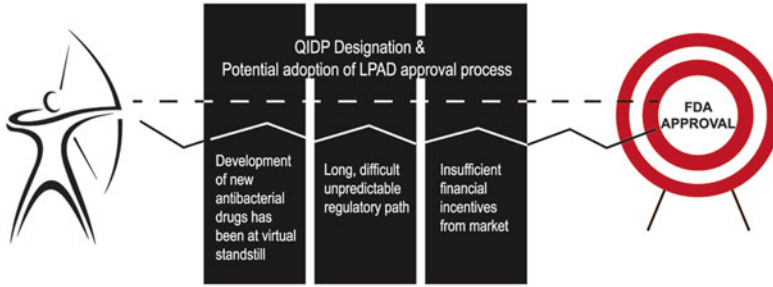 QIDP Designation &
Potential adoption of LPAD approval process
FDA
APPROVAL
Development
of new
antibacterial
drugs has
been at virtual
standstill
Long, difficult
unpredictable
regulatory path
Insufficient
financial
incentives
from market